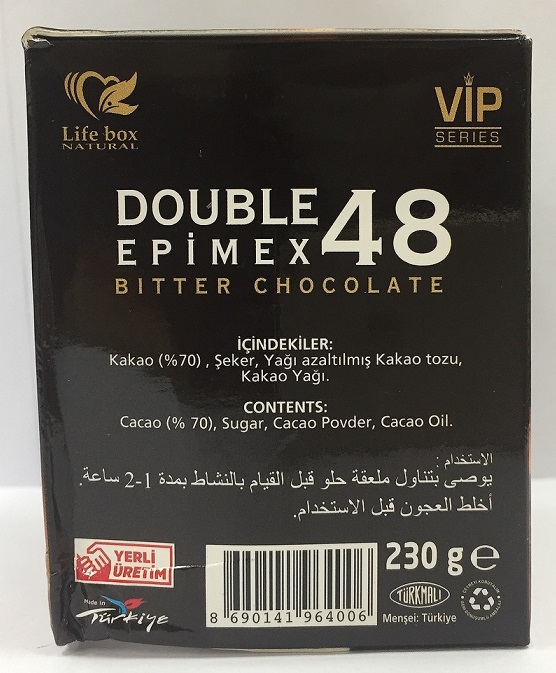 Life box
NATURAL
VIP
SERIES
DOUBLE 48
EPİMEX
BITTER CHOCOLATE
İÇİNDEKİLER:
Kakao (%70) , Şeker, Yağı azaltılmış Kakao tozu,
Kakao Yağı.
CONTENTS:
Cacao (% 70), Sugar, Cacao Povder, Cacao Oil.
الاستخدام :
يوصى بتناول ملعقة حلو قبل القيام بالنشاط بمدة 1-2 ساعة.
أخلط العجون قبل الاستخدام.
YERLİ
ÜRETİM
Made in
Türkiye
8 690141 964006
230 g e
TÜRKMALI
Menşei: Türkiye